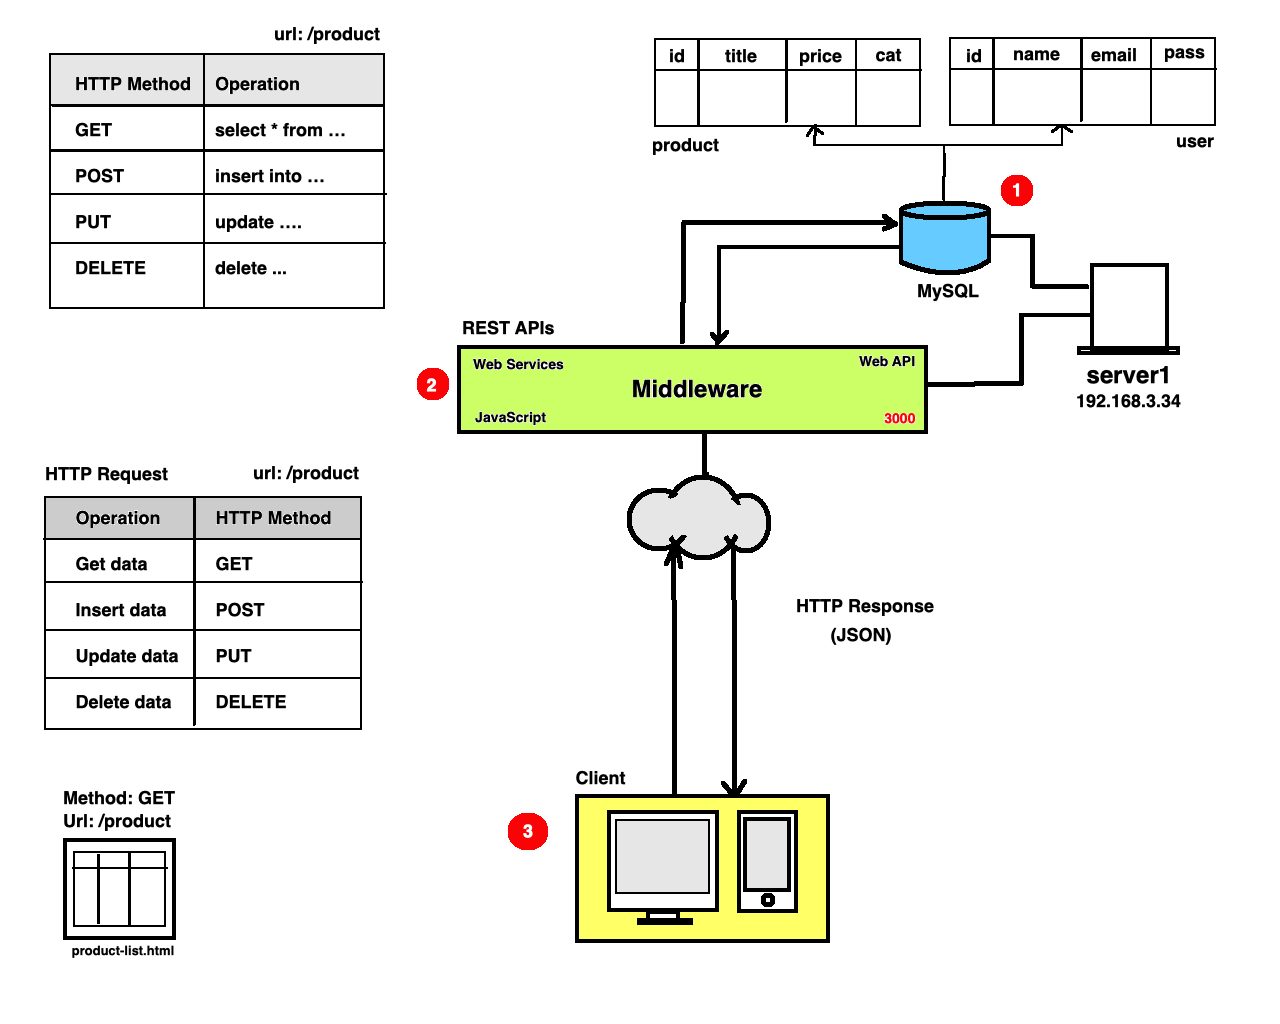 url: /product
HTTP Method Operation
GET select * from …
POST insert into …
PUT update ….
DELETE delete ...
id title price cat
product
id name email pass
user
1
MySQL
server1
192.168.3.34
REST APIs
2
Web Services Web API
Middleware
JavaScript 3000
HTTP Request url: /product
Operation HTTP Method
Get data GET
Insert data POST
Update data PUT
Delete data DELETE
HTTP Response
(JSON)
Client
3
Method: GET
Url: /product
product-list.html